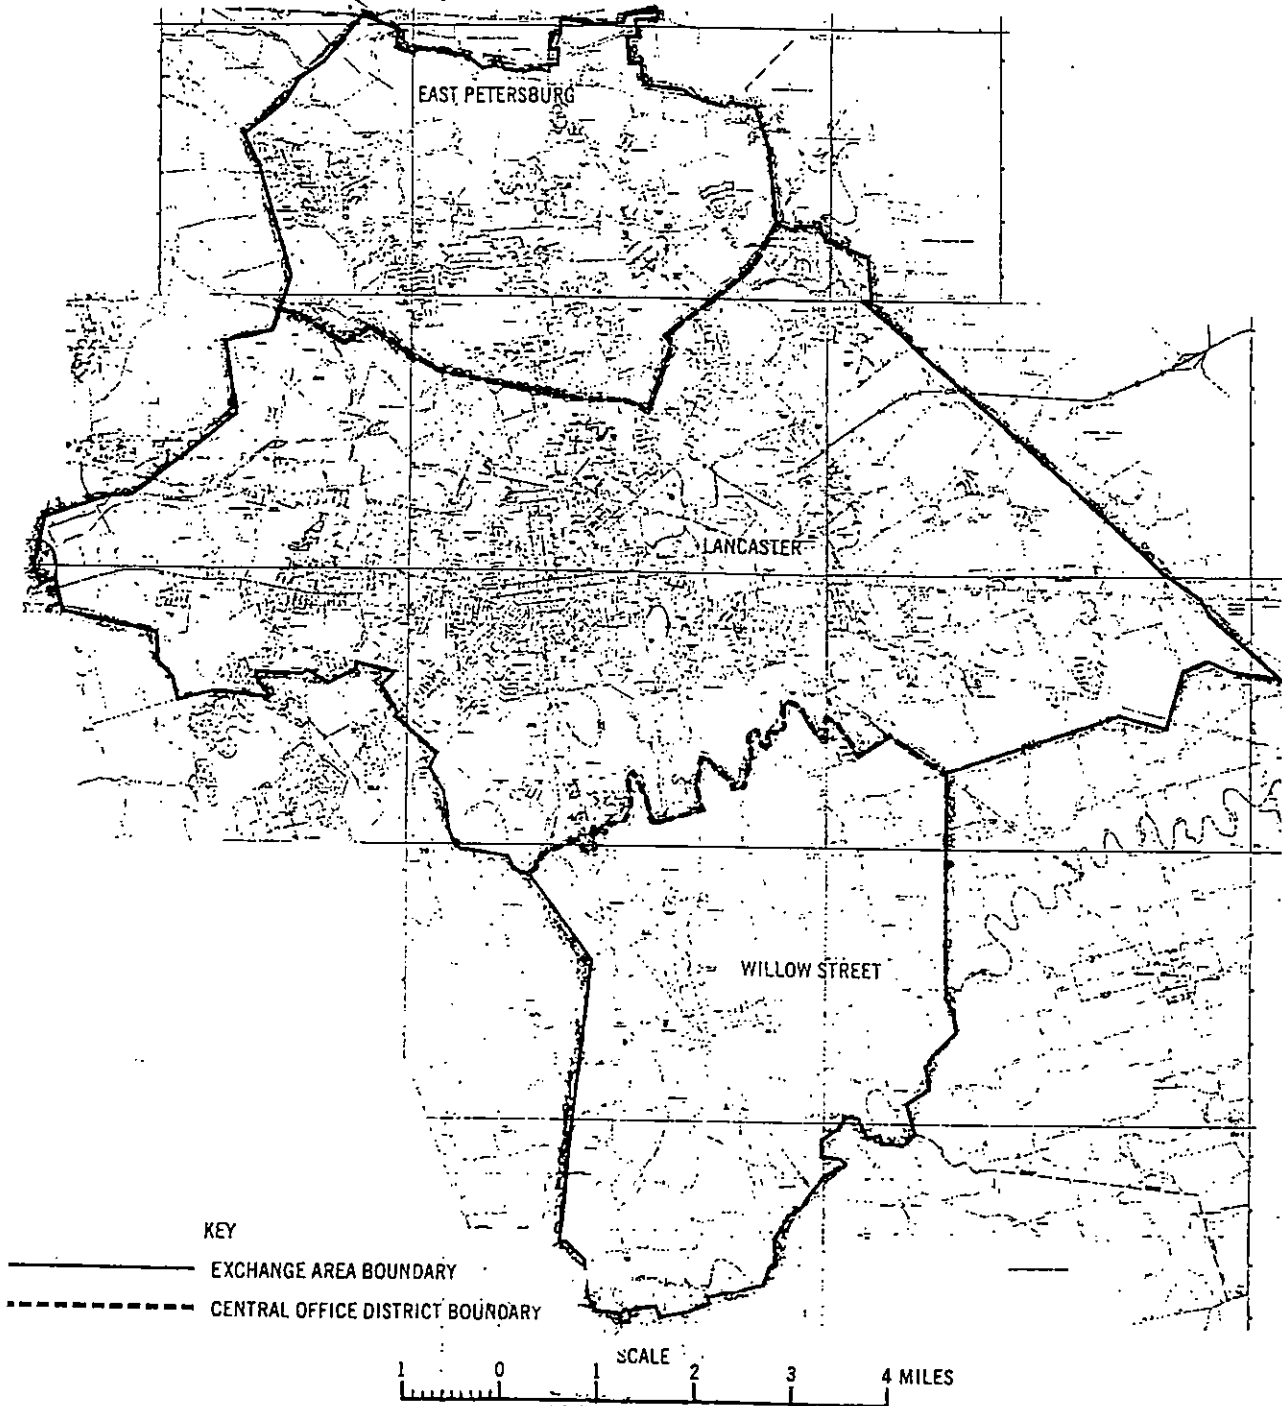 EAST PETERSBURG
LANCASTER
WILLOW STREET
KEY
EXCHANGE AREA BOUNDARY
CENTRAL OFFICE DISTRICT BOUNDARY
SCALE
1 0 1 2 3 4 MILES